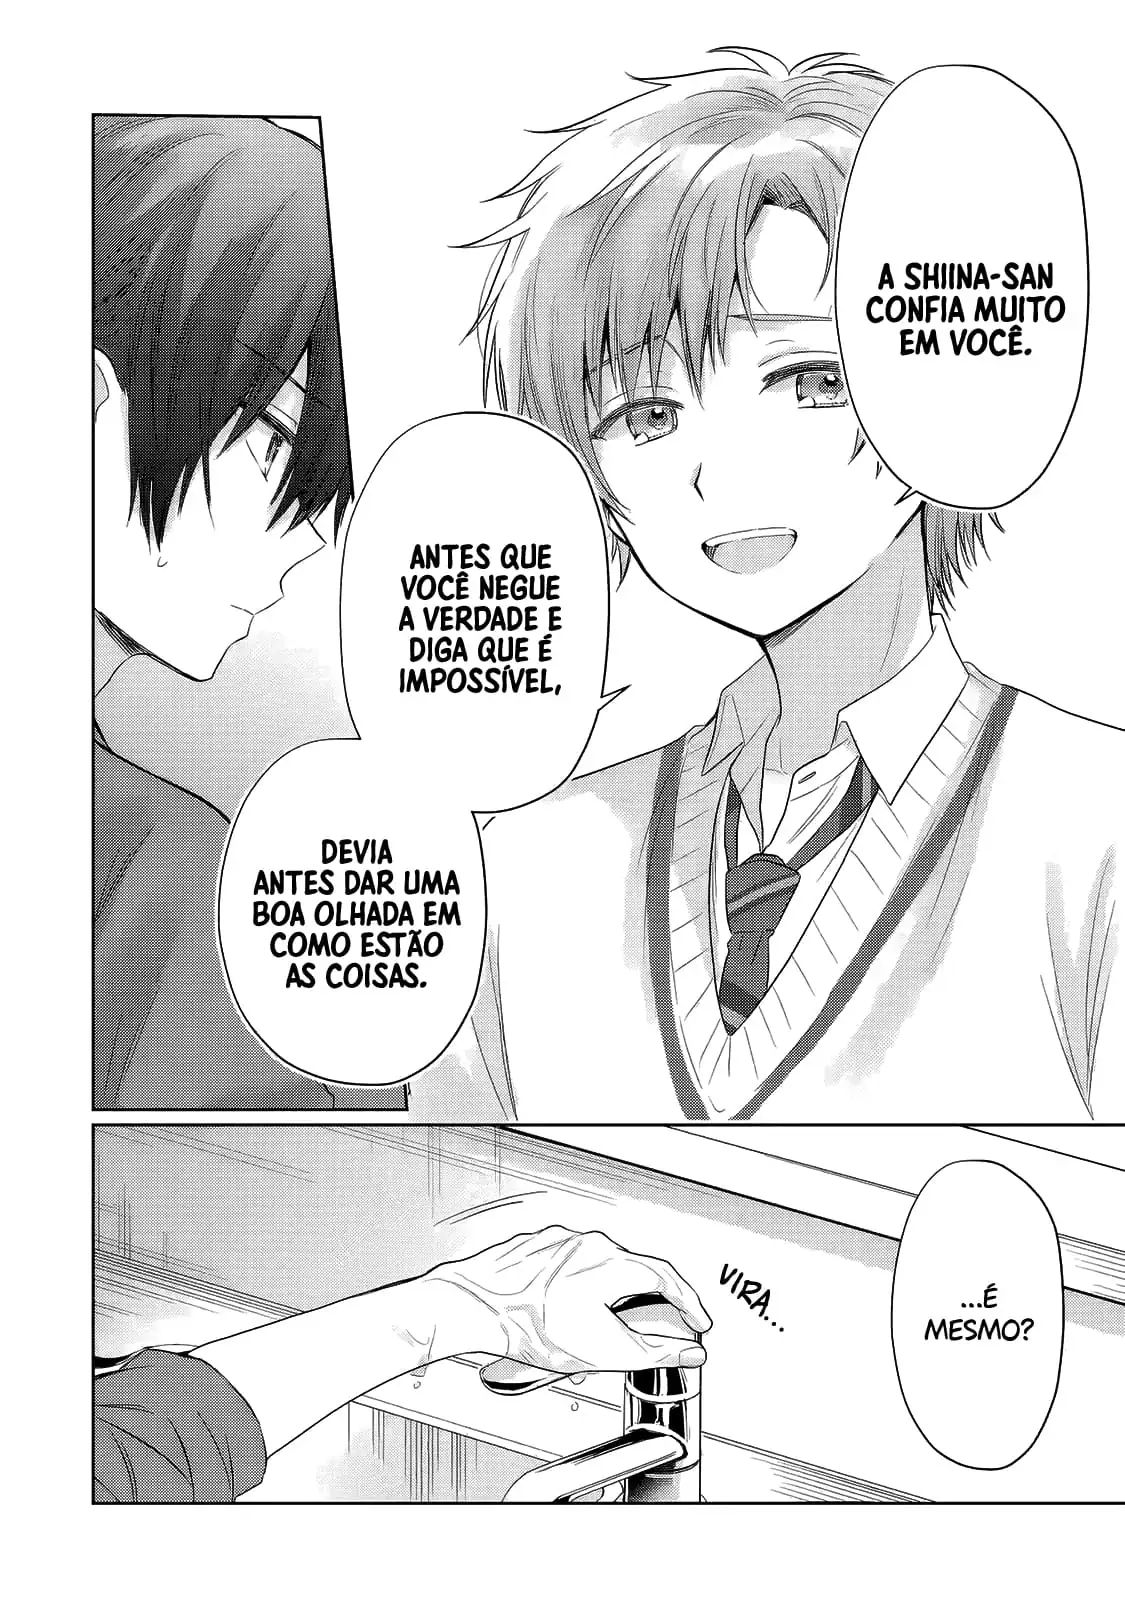 A SHIINA-SAN
CONFIA MUITO
EM VOCÊ.
ANTES QUE
VOCÊ NEGUE
A VERDADE E
DIGA QUE É
IMPOSSÍVEL,
DEVIA
ANTES DAR UMA
BOA OLHADA EM
COMO ESTÃO
AS COISAS.
VIRA...
...É
MESMO?